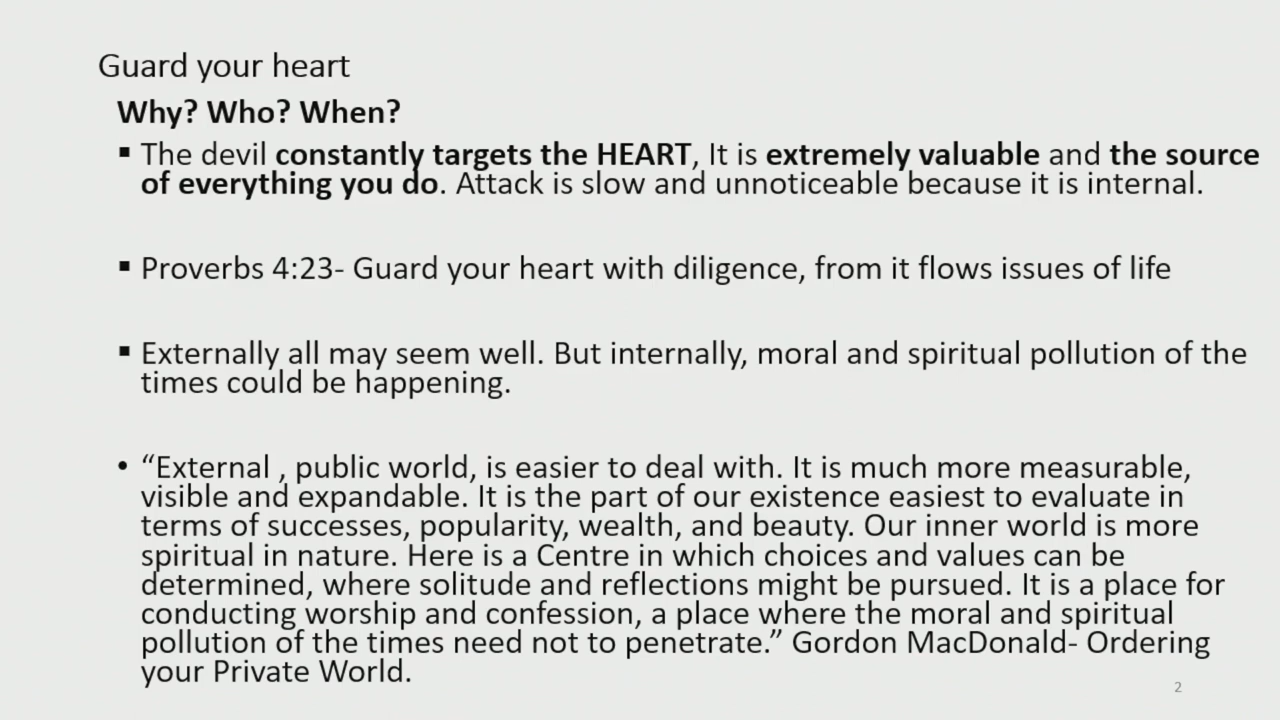 Guard your heart
Why? Who? When?
▪ The devil constantly targets the HEART, It is extremely valuable and the source
of everything you do. Attack is slow and unnoticeable because it is internal.
▪ Proverbs 4:23- Guard your heart with diligence, from it flows issues of life
▪ Externally all may seem well. But internally, moral and spiritual pollution of the
times could be happening.
• “External , public world, is easier to deal with. It is much more measurable,
visible and expandable. It is the part of our existence easiest to evaluate in
terms of successes, popularity, wealth, and beauty. Our inner world is more
spiritual in nature. Here is a Centre in which choices and values can be
determined, where solitude and reflections might be pursued. It is a place for
conducting worship and confession, a place where the moral and spiritual
pollution of the times need not to penetrate.” Gordon MacDonald- Ordering
your Private World.
2